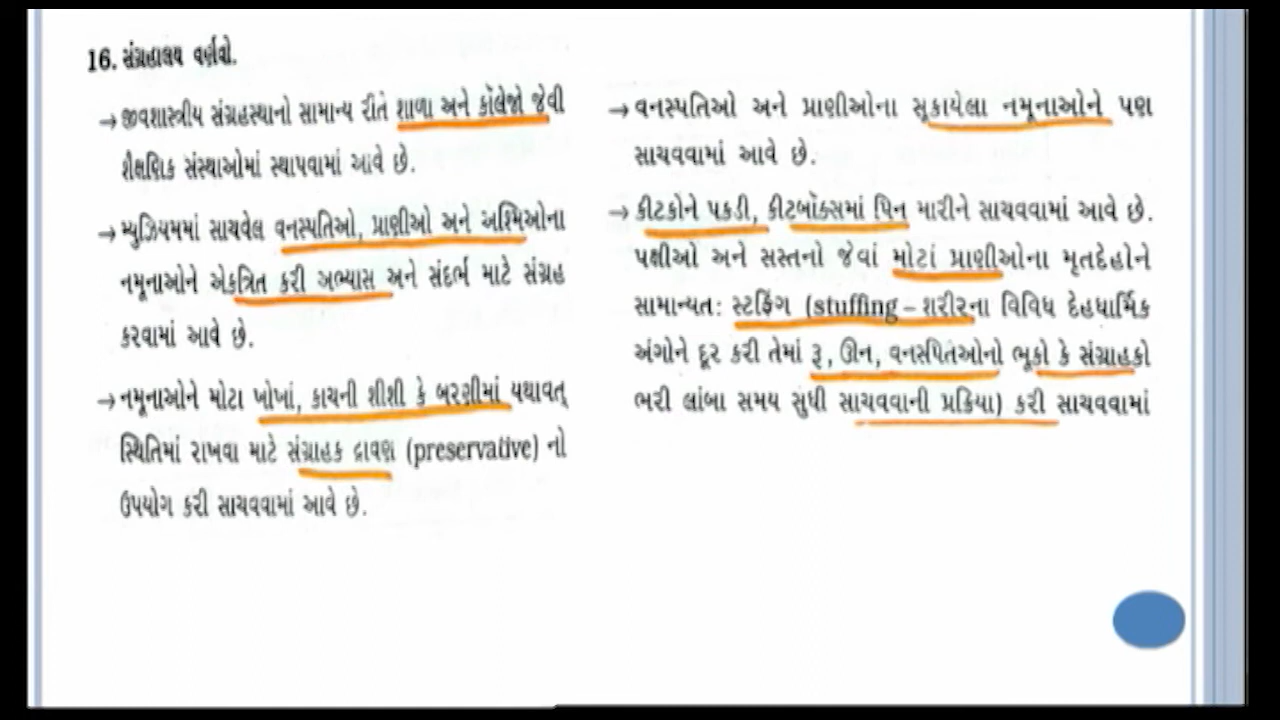 16. સંગ્રહાલય વર્ણવો.
→ જીવશાસ્ત્રીય સંગ્રહસ્થાનો સામાન્ય રીતે શાળા અને કૉલેજો જેવી
શૈક્ષણિક સંસ્થાઓમાં સ્થાપવામાં આવે છે.
→ મ્યુઝિયમમાં સાચવેલ વનસ્પતિઓ, પ્રાણીઓ અને અશ્મિઓના
નમૂનાઓને એકત્રિત કરી અભ્યાસ અને સંદર્ભ માટે સંગ્રહ
કરવામાં આવે છે.
→ નમૂનાઓને મોટા ખોખાં, કાચની શીશી કે બરણીમાં યથાવત્
સ્થિતિમાં રાખવા માટે સંગ્રાહક દ્રાવણ (preservative) નો
ઉપયોગ કરી સાચવવામાં આવે છે.
→ વનસ્પતિઓ અને પ્રાણીઓના સૂકાયેલા નમૂનાઓને પણ
સાચવવામાં આવે છે.
→ કીટકોને પકડી, કીટબૉક્સમાં પિન મારીને સાચવવામાં આવે છે.
પક્ષીઓ અને સસ્તનો જેવાં મોટાં પ્રાણીઓના મૃતદેહોને
સામાન્યતઃ સ્ટફિંગ (stuffing – શરીરના વિવિધ દેહધાર્મિક
અંગોને દૂર કરી તેમાં રૂ, ઊન, વનસ્પિતઓનો ભૂકો કે સંગ્રાહકો
ભરી લાંબા સમય સુધી સાચવવાની પ્રક્રિયા) કરી સાચવવામાં